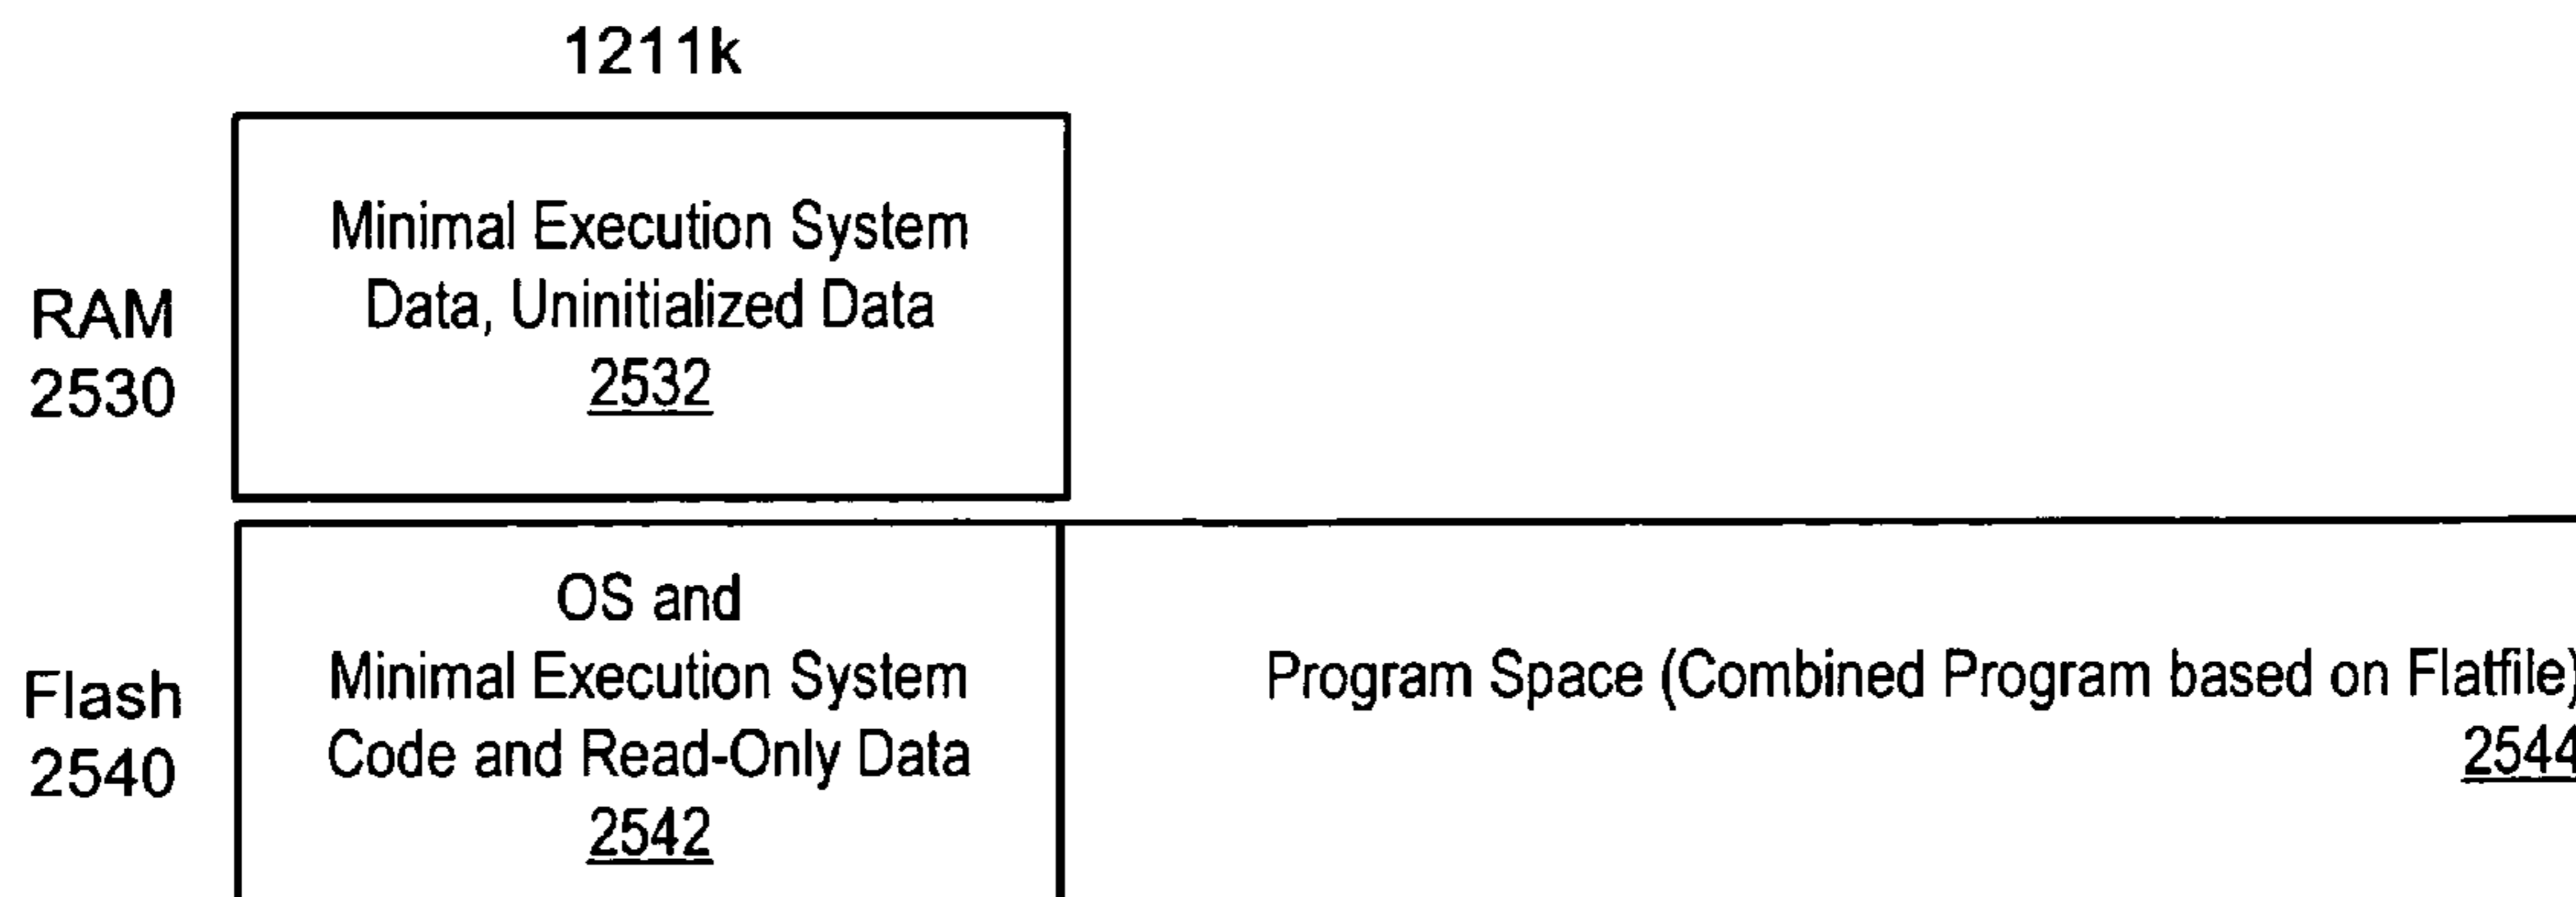 1211k
Minimal Execution System
Data, Uninitialized Data
2532
RAM
2530
OS and
Minimal Execution System
Code and Read-Only Data
2542
Flash
2540
Program Space (Combined Program based on Flatfile)
2544